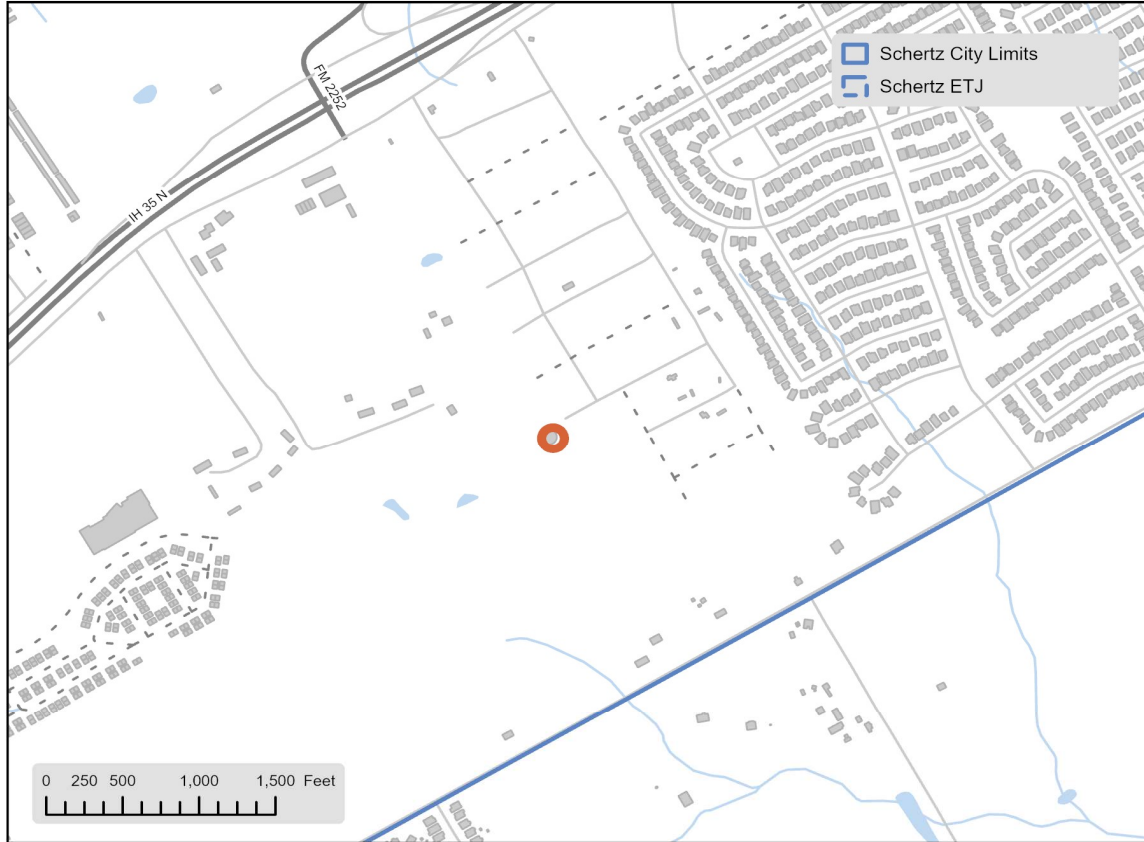 FM 2252
IH 35 N
Schertz City Limits
Schertz ETJ
0 250 500 1,000 1,500 Feet